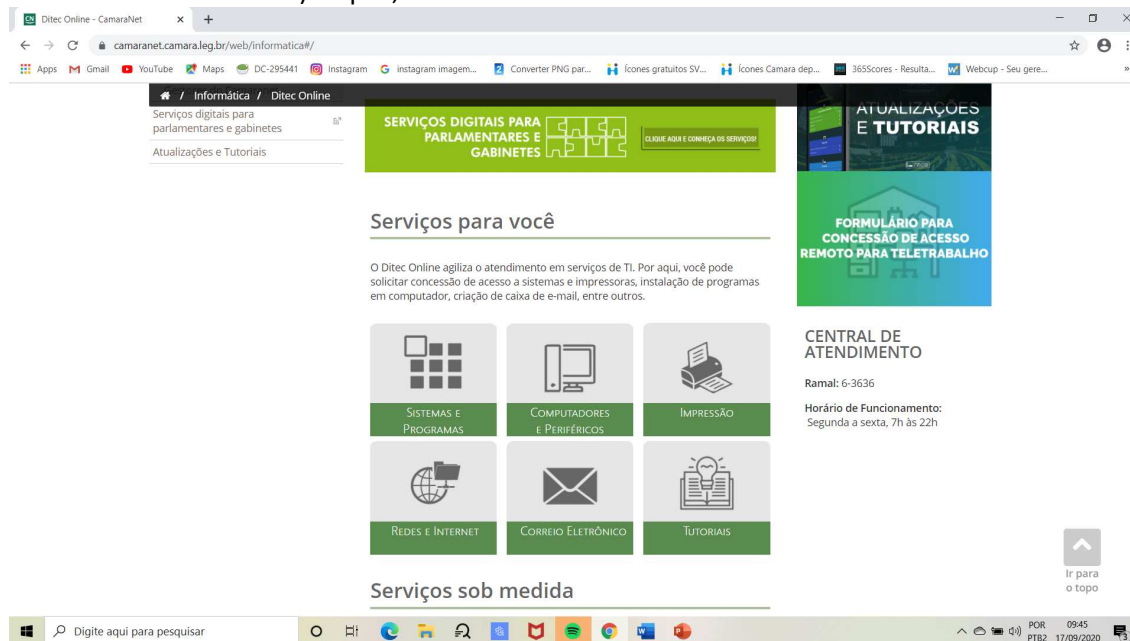 CN Ditec Online - CamaraNet
camaranet.camara.leg.br/web/informatica#/
Apps Gmail YouTube Maps DC-295441 Instagram instagram imagem... Converter PNG par... Ícones gratuitos SV... Ícones Camara dep... 365Scores - Resulta... Webcup - Seu gere... »
/ Informática / Ditec Online
Serviços digitais para
parlamentares e gabinetes
Atualizações e Tutoriais
SERVIÇOS DIGITAIS PARA
PARLAMENTARES E
GABINETES
CLIQUE AQUI E CONHEÇA OS SERVIÇOS!
Serviços para você
O Ditec Online agiliza o atendimento em serviços de TI. Por aqui, você pode
solicitar concessão de acesso a sistemas e impressoras, instalação de programas
em computador, criação de caixa de e-mail, entre outros.
Sistemas e
Programas
Computadores
e Periféricos
Impressão
Redes e Internet
Correio Eletrônico
Tutoriais
Serviços sob medida
ATUALIZAÇÕES
E TUTORIAIS
FORMULÁRIO PARA
CONCESSÃO DE ACESSO
REMOTO PARA TELETRABALHO
CENTRAL DE
ATENDIMENTO
Ramal: 6-3636
Horário de Funcionamento:
Segunda a sexta, 7h às 22h
Ir para
o topo
Digite aqui para pesquisar
POR
PTB2
09:45
17/09/2020
3